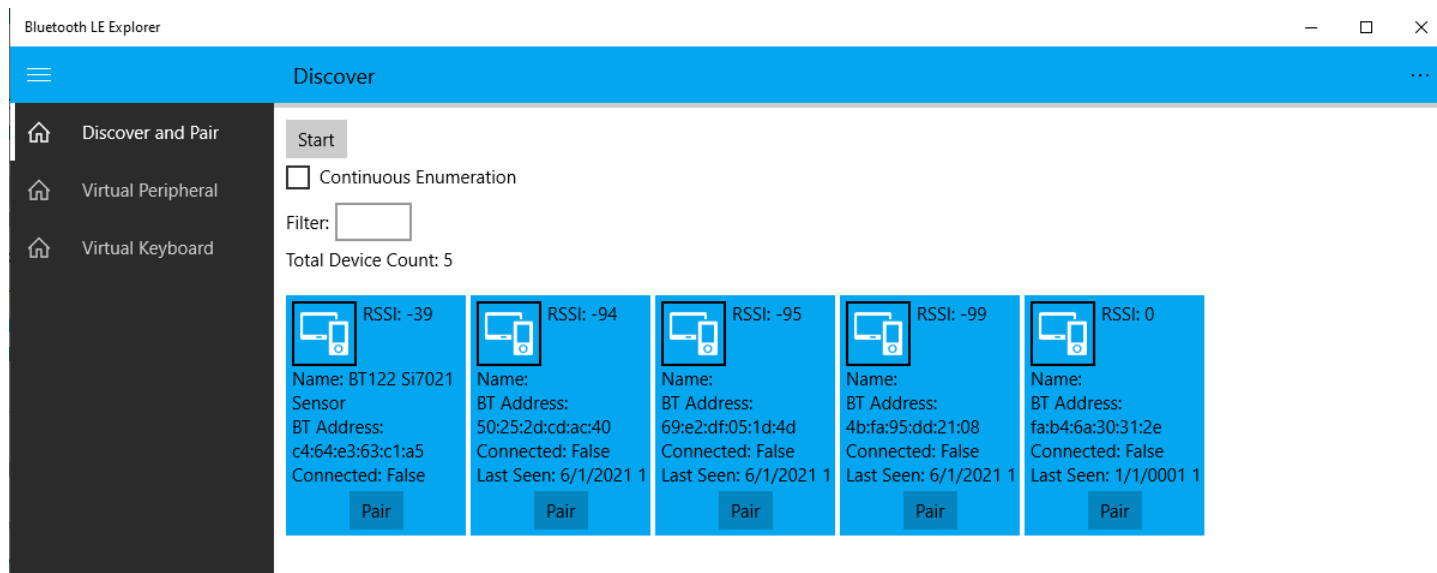 Bluetooth LE Explorer
Discover
...
Discover and Pair
Virtual Peripheral
Virtual Keyboard
Start
Continuous Enumeration
Filter:
Total Device Count: 5
RSSI: -39
Name: BT122 Si7021
Sensor
BT Address:
c4:64:e3:63:c1:a5
Connected: False
Pair
RSSI: -94
Name:
BT Address:
50:25:2d:cd:ac:40
Connected: False
Last Seen: 6/1/2021 1
Pair
RSSI: -95
Name:
BT Address:
69:e2:df:05:1d:4d
Connected: False
Last Seen: 6/1/2021 1
Pair
RSSI: -99
Name:
BT Address:
4b:fa:95:dd:21:08
Connected: False
Last Seen: 6/1/2021 1
Pair
RSSI: 0
Name:
BT Address:
fa:b4:6a:30:31:2e
Connected: False
Last Seen: 1/1/0001 1
Pair